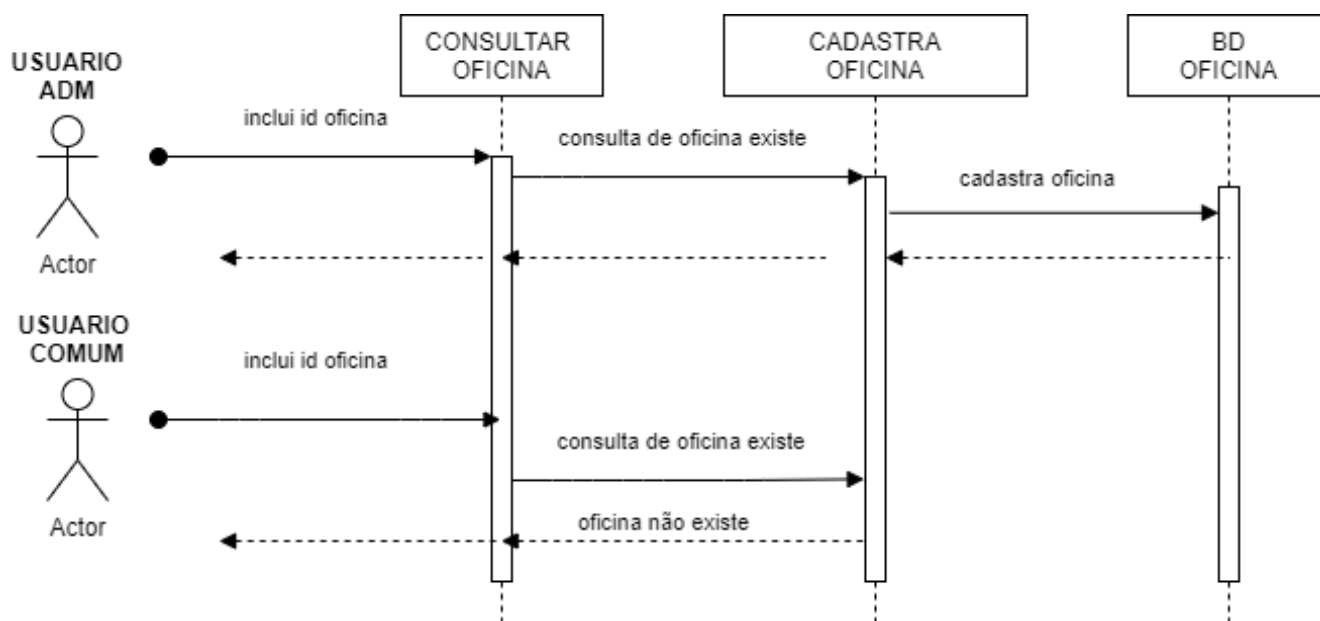 CONSULTAR
OFICINA
CADASTRA
OFICINA
BD
OFICINA
USUARIO
ADM
inclui id oficina
consulta de oficina existe
cadastra oficina
Actor
USUARIO
COMUM
inclui id oficina
consulta de oficina existe
Actor
oficina não existe